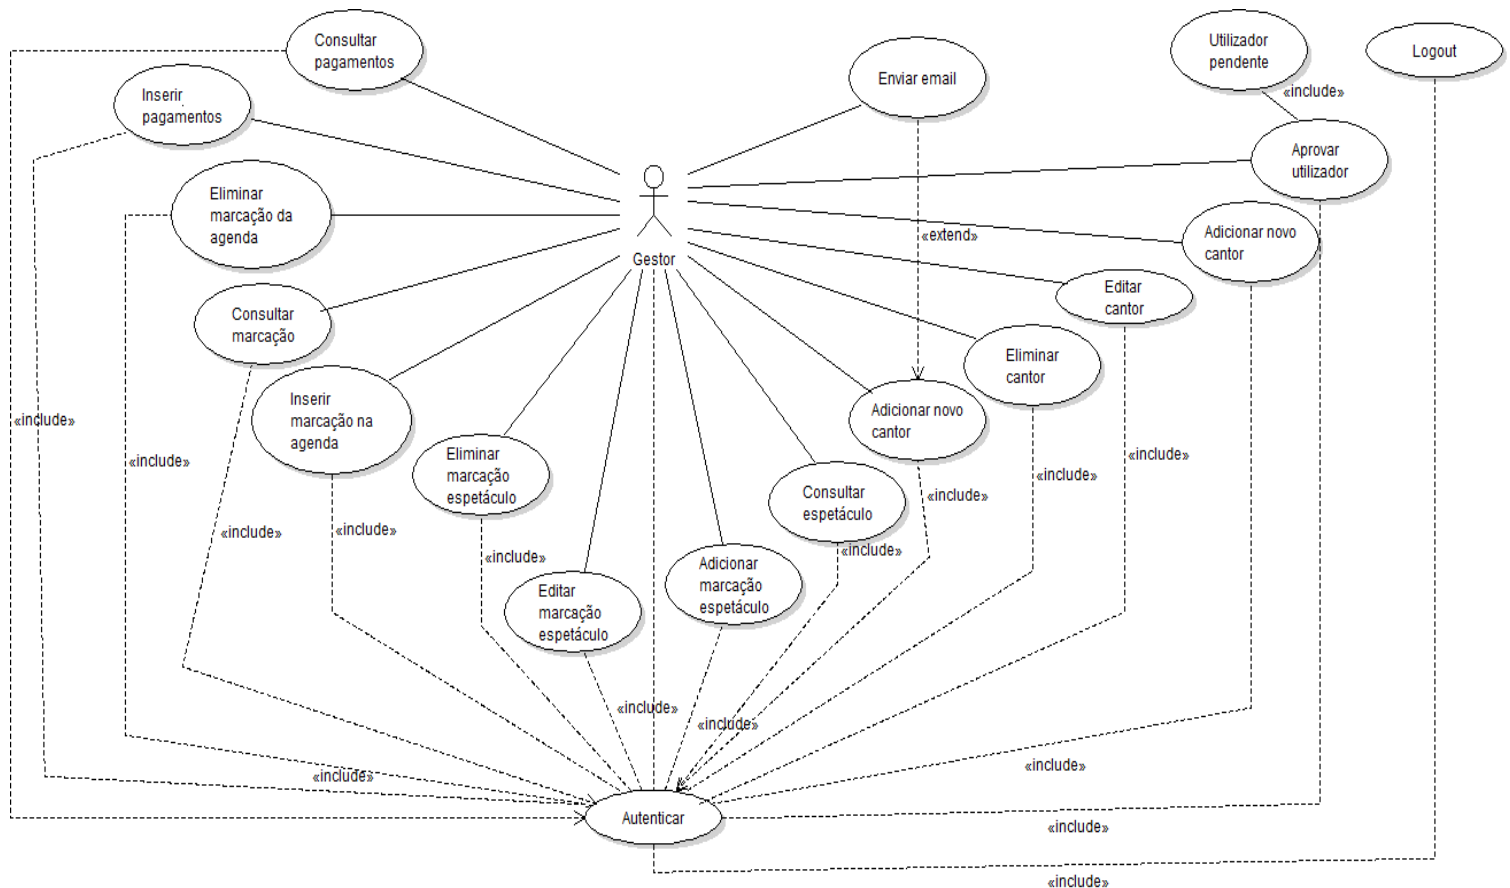 Consultar
pagamentos
Enviar email
Utilizador
pendente
Logout
«include»
Inserir
pagamentos
Aprovar
utilizador
Eliminar
marcação da
agenda
Gestor
«extend»
Adicionar novo
cantor
Editar
cantor
Consultar
marcação
Eliminar
cantor
Inserir
marcação na
agenda
Adicionar novo
cantor
«include»
«include»
Eliminar
marcação
espetáculo
«include»
«include»
Consultar
espetáculo
«include»
«include»
«include»
«include»
«include»
Adicionar
marcação
espetáculo
Editar
marcação
espetáculo
«include»
«include»
«include»
«include»
«include»
Autenticar
«include»
«include»